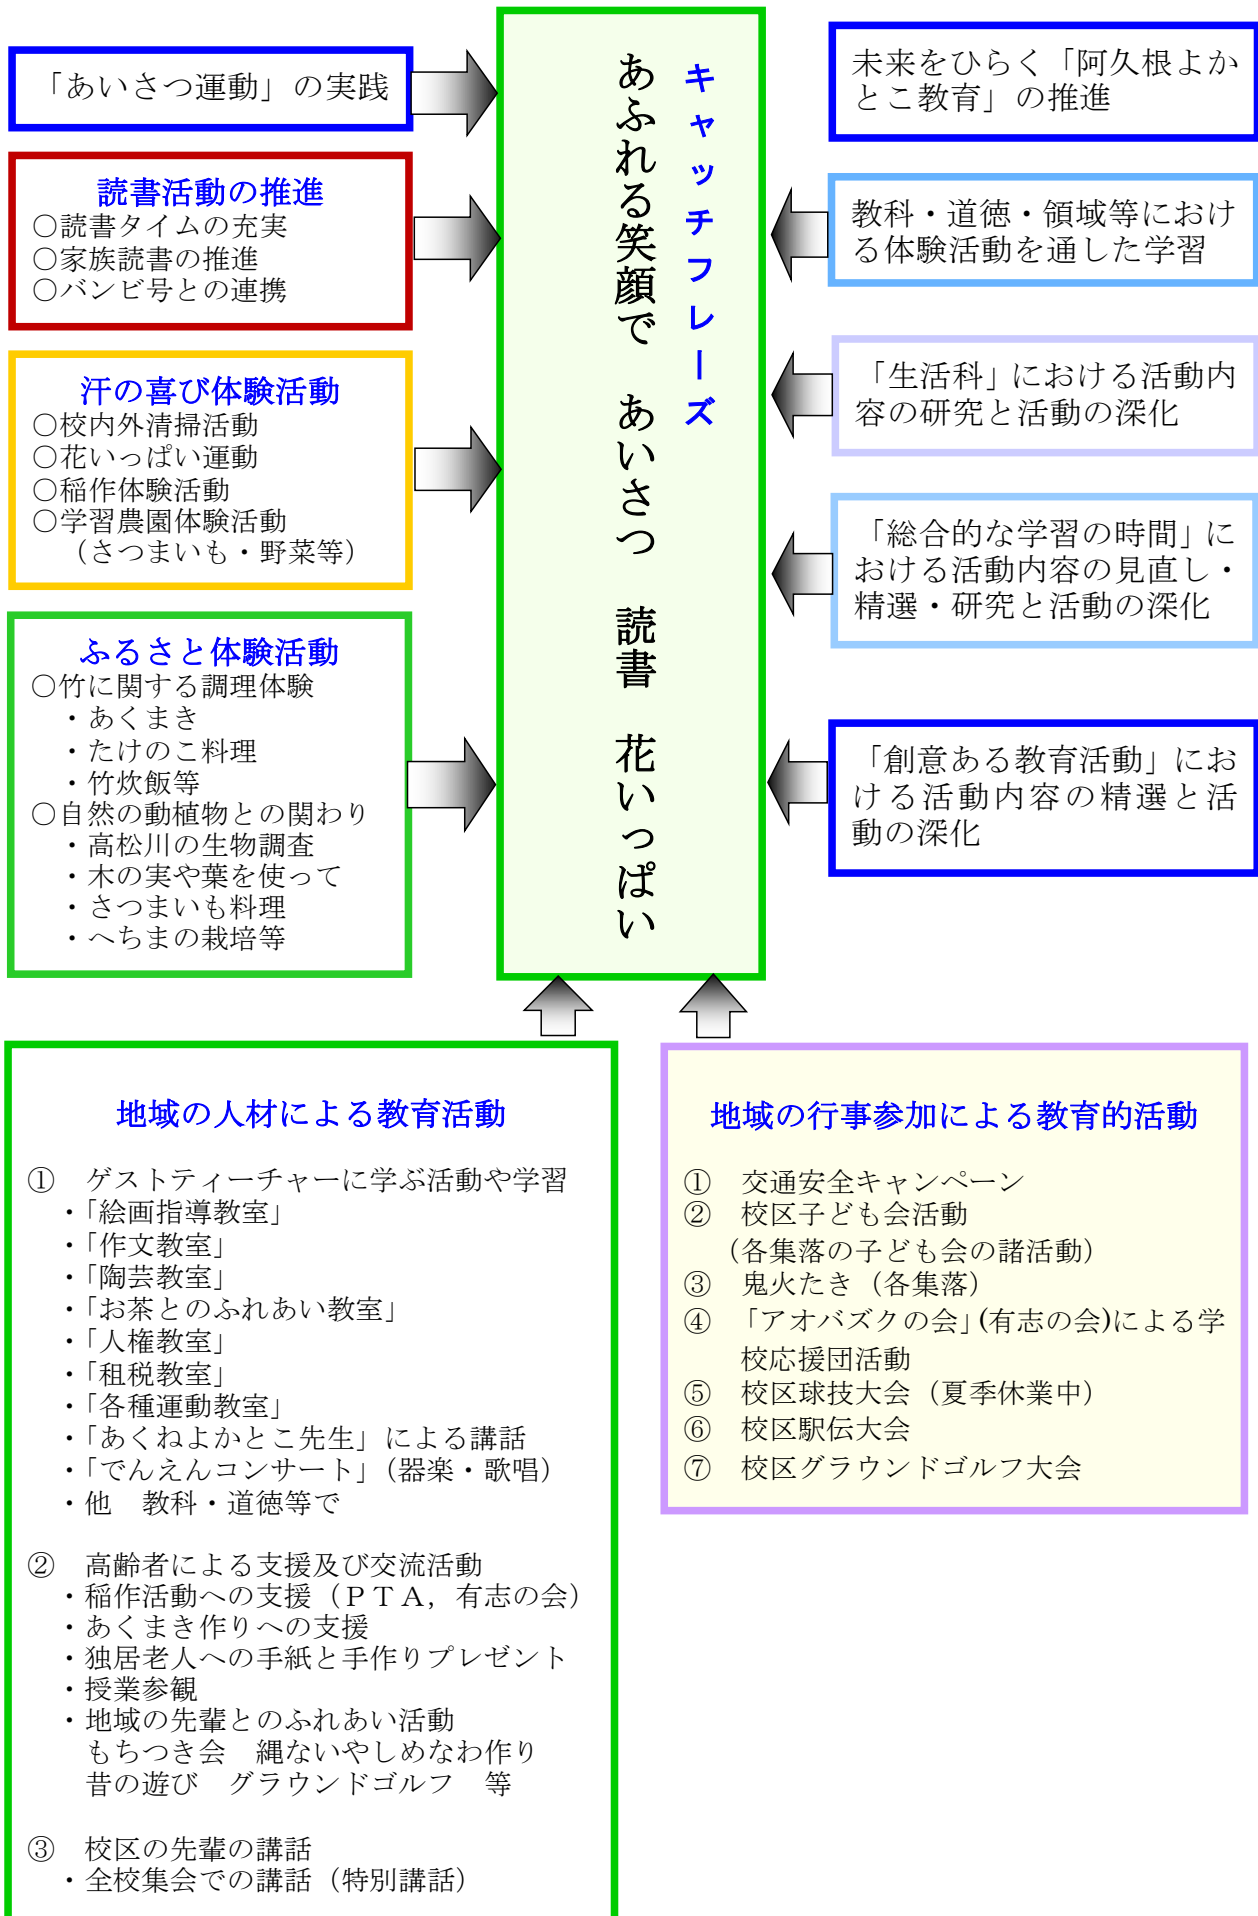 「あいさつ運動」の実践
読書活動の推進
○読書タイムの充実
○家族読書の推進
○バンビ号との連携
汗の喜び体験活動
○校内外清掃活動
○花いっぱい運動
○稲作体験活動
○学習農園体験活動
（さつまいも・野菜等）
ふるさと体験活動
○竹に関する調理体験
・あくまき
・たけのこ料理
・竹炊飯等
○自然の動植物との関わり
・高松川の生物調査
・木の実や葉を使って
・さつまいも料理
・へちまの栽培等
キャッチフレーズ
あふれる笑顔で　あいさつ　読書　花いっぱい
未来をひらく「阿久根よか
とこ教育」の推進
教科・道徳・領域等におけ
る体験活動を通した学習
「生活科」における活動内
容の研究と活動の深化
「総合的な学習の時間」に
おける活動内容の見直し・
精選・研究と活動の深化
「創意ある教育活動」にお
ける活動内容の精選と活
動の深化
地域の人材による教育活動
①　ゲストティーチャーに学ぶ活動や学習
・「絵画指導教室」
・「作文教室」
・「陶芸教室」
・「お茶とのふれあい教室」
・「人権教室」
・「租税教室」
・「各種運動教室」
・「あくねよかとこ先生」による講話
・「でんえんコンサート」（器楽・歌唱）
・他　教科・道徳等で
②　高齢者による支援及び交流活動
・稲作活動への支援（ＰＴＡ，有志の会）
・あくまき作りへの支援
・独居老人への手紙と手作りプレゼント
・授業参観
・地域の先輩とのふれあい活動
もちつき会　縄ないやしめなわ作り
昔の遊び　グラウンドゴルフ　等
③　校区の先輩の講話
・全校集会での講話（特別講話）
地域の行事参加による教育的活動
①　交通安全キャンペーン
②　校区子ども会活動
（各集落の子ども会の諸活動）
③　鬼火たき（各集落）
④　「アオバズクの会」(有志の会)による学
校応援団活動
⑤　校区球技大会（夏季休業中）
⑥　校区駅伝大会
⑦　校区グラウンドゴルフ大会